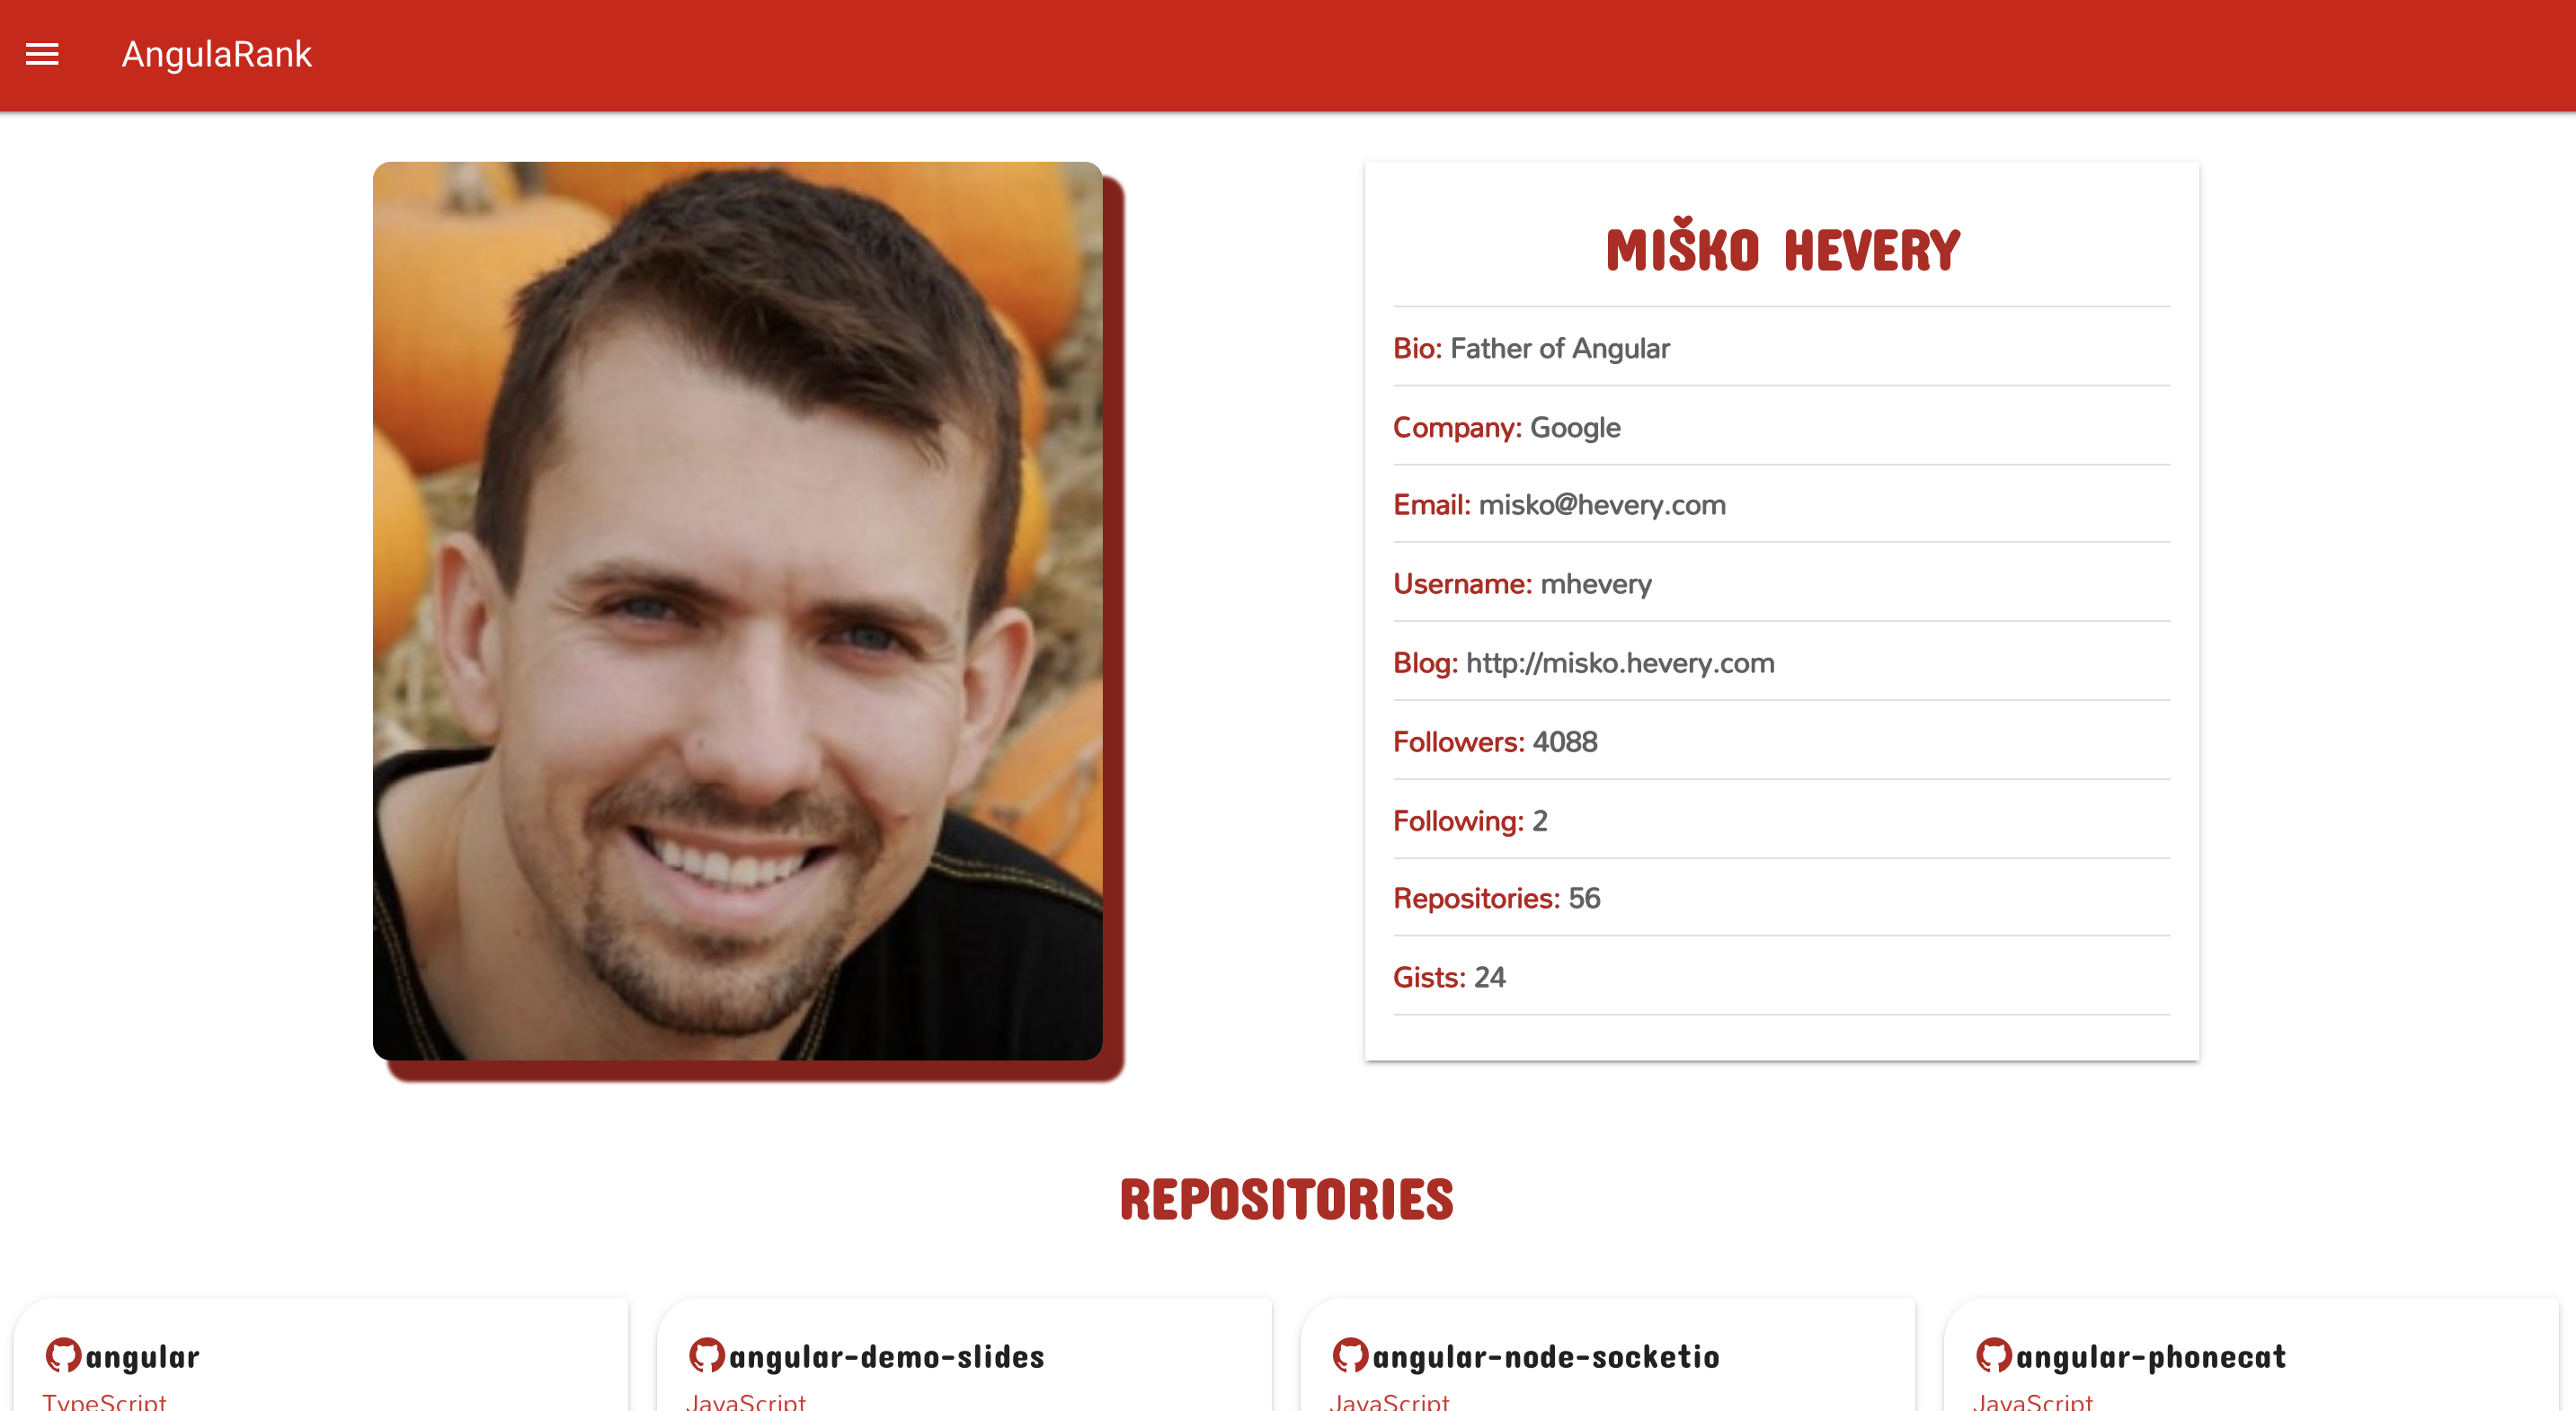 AngulaRank
MIŠKO HEVERY
Bio: Father of Angular
Company: Google
Email: misko@hevery.com
Username: mhevery
Blog: http://misko.hevery.com
Followers: 4088
Following: 2
Repositories: 56
Gists: 24
REPOSITORIES
angular
TypeScript
angular-demo-slides
JavaScript
angular-node-socketio
JavaScript
angular-phonecat
JavaScript